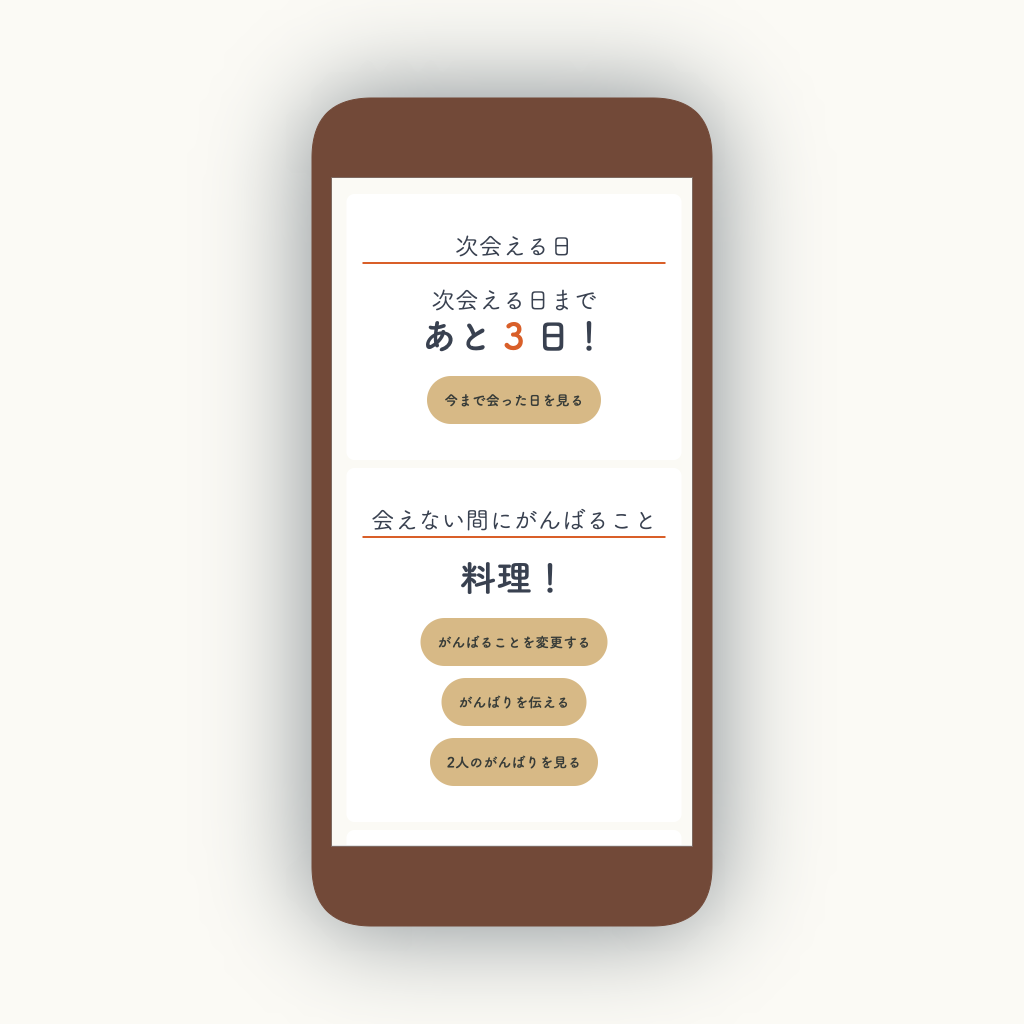 次会える日
次会える日まで
あと 3 日！
今まで会った日を見る
会えない間にがんばること
料理！
がんばることを変更する
がんばりを伝える
2人のがんばりを見る